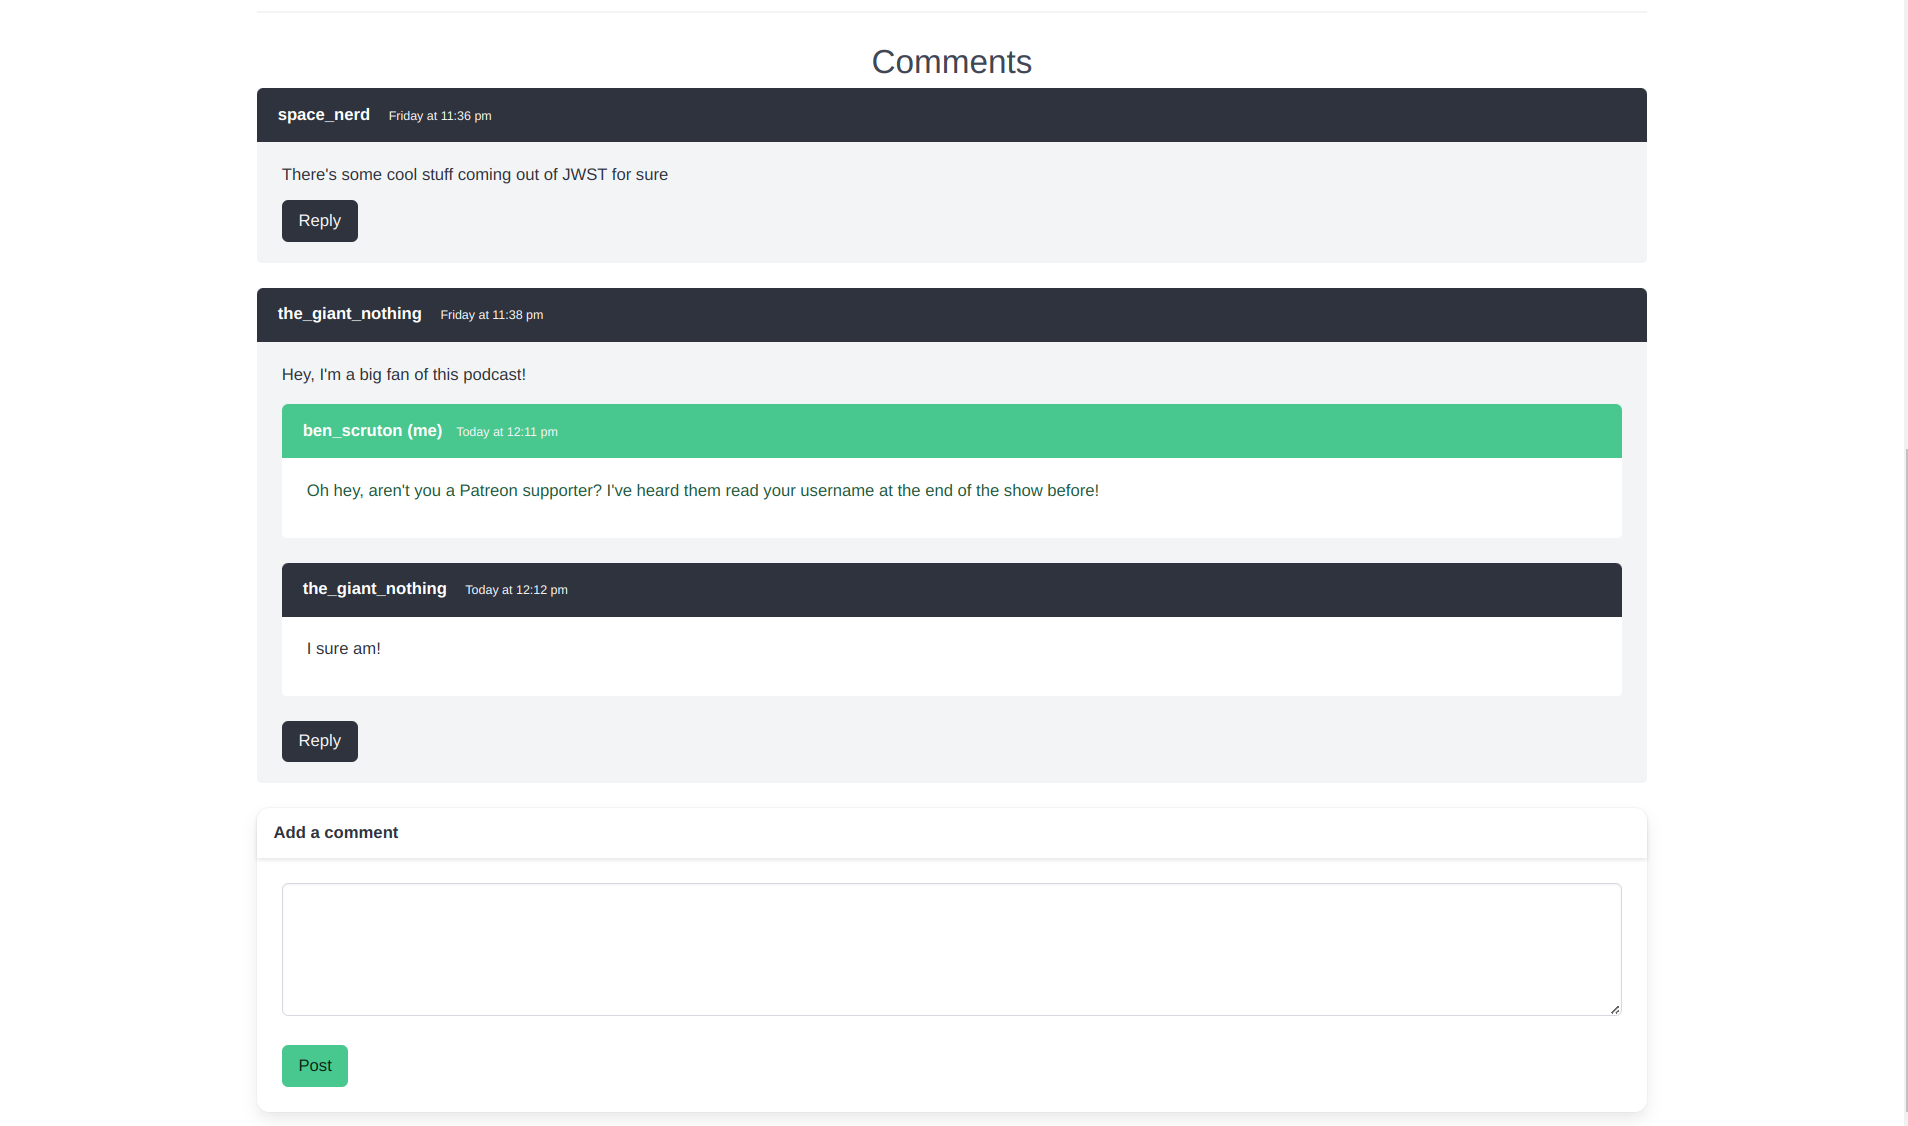 Comments
space_nerd Friday at 11:36 pm
There's some cool stuff coming out of JWST for sure
Reply
the_giant_nothing Friday at 11:38 pm
Hey, I'm a big fan of this podcast!
ben_scruton (me) Today at 12:11 pm
Oh hey, aren't you a Patreon supporter? I've heard them read your username at the end of the show before!
the_giant_nothing Today at 12:12 pm
I sure am!
Reply
Add a comment
Post